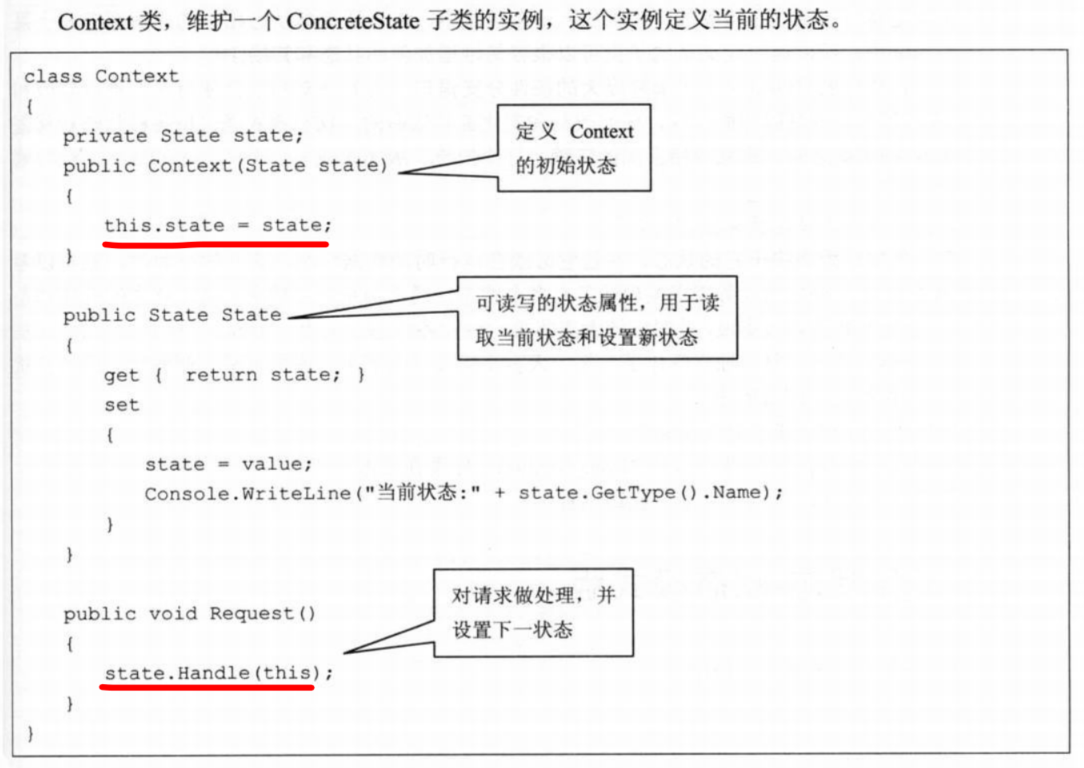 Context 类，维护一个 ConcreteState 子类的实例，这个实例定义当前的状态。
class Context
{
private State state;
public Context(State state)
定义 Context
的初始状态
{
this.state = state;
}
public State State
可读写的状态属性，用于读
取当前状态和设置新状态
{
get { return state; }
set
{
state = value;
Console.WriteLine("当前状态:" + state.GetType().Name);
}
}
public void Request()
对请求做处理，并
设置下一状态
{
state.Handle(this);
}
}